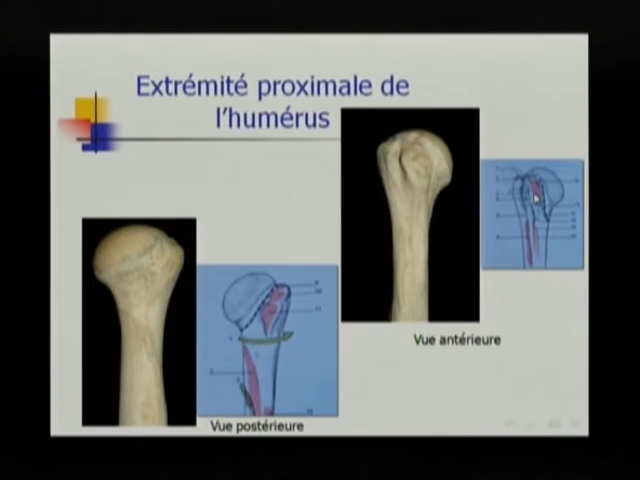 Extrémité proximale de
l'humérus
Vue antérieure
Vue postérieure